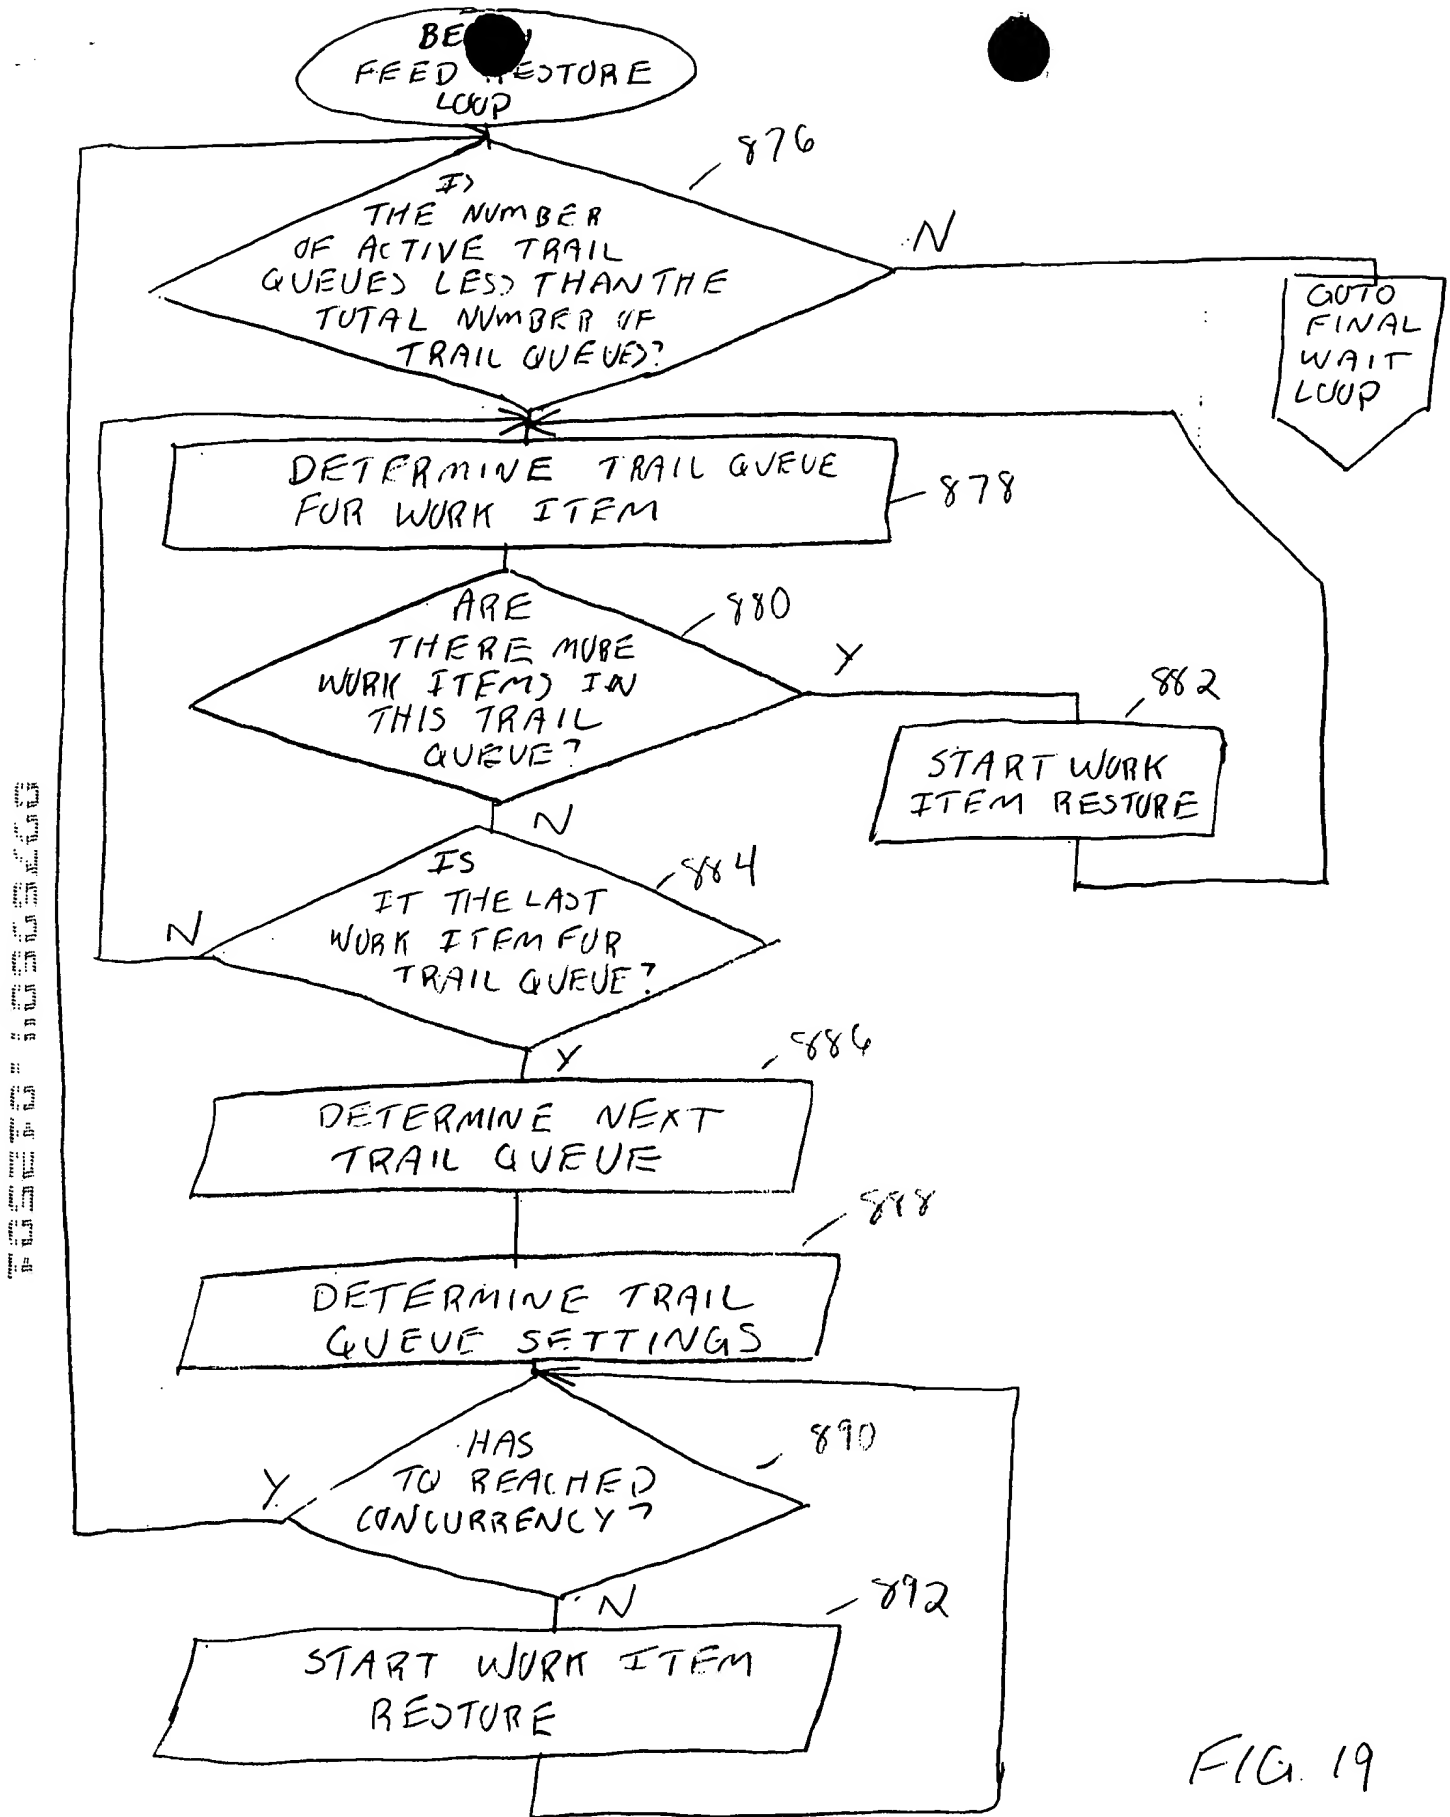 FEED RESTORE
LOOP
876
IS
THE NUMBER
OF ACTIVE TRAIL
QUEUES LESS THAN THE
TOTAL NUMBER OF
TRAIL QUEUES?
N
GOTO
FINAL
WAIT
LOOP
DETERMINE TRAIL QUEUE
FOR WORK ITEM
878
ARE
THERE MORE
WORK ITEMS IN
THIS TRAIL
QUEUE?
880
Y
882
START WORK
ITEM RESTORE
N
IS
IT THE LAST
WORK ITEM FOR
TRAIL QUEUE?
884
N
Y
886
DETERMINE NEXT
TRAIL QUEUE
898
DETERMINE TRAIL
QUEUE SETTINGS
HAS
TQ REACHED
CONCURRENCY?
890
Y
N
892
START WORK ITEM
RESTORE
FIG. 19